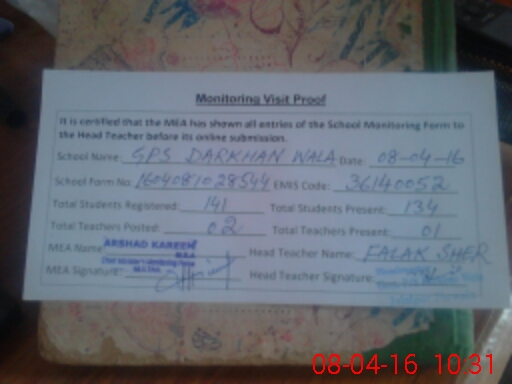 Monitoring Visit Proof
It is certified that the MEA has shown all entries of the School Monitoring Form to
the Head Teacher before its online submission.
School Name: GPS DARKHAN WALA Date: 08-04-16
School Form No: 1604081028544 EMIS Code: 36140052
Total Students Registered: 141 Total Students Present: 134
Total Teachers Posted: 02 Total Teachers Present: 01
MEA Name: ARSHAD KAREEM Head Teacher Name: FALAK SHER
MEA Signature: Head Teacher Signature:
08-04-16 10:31